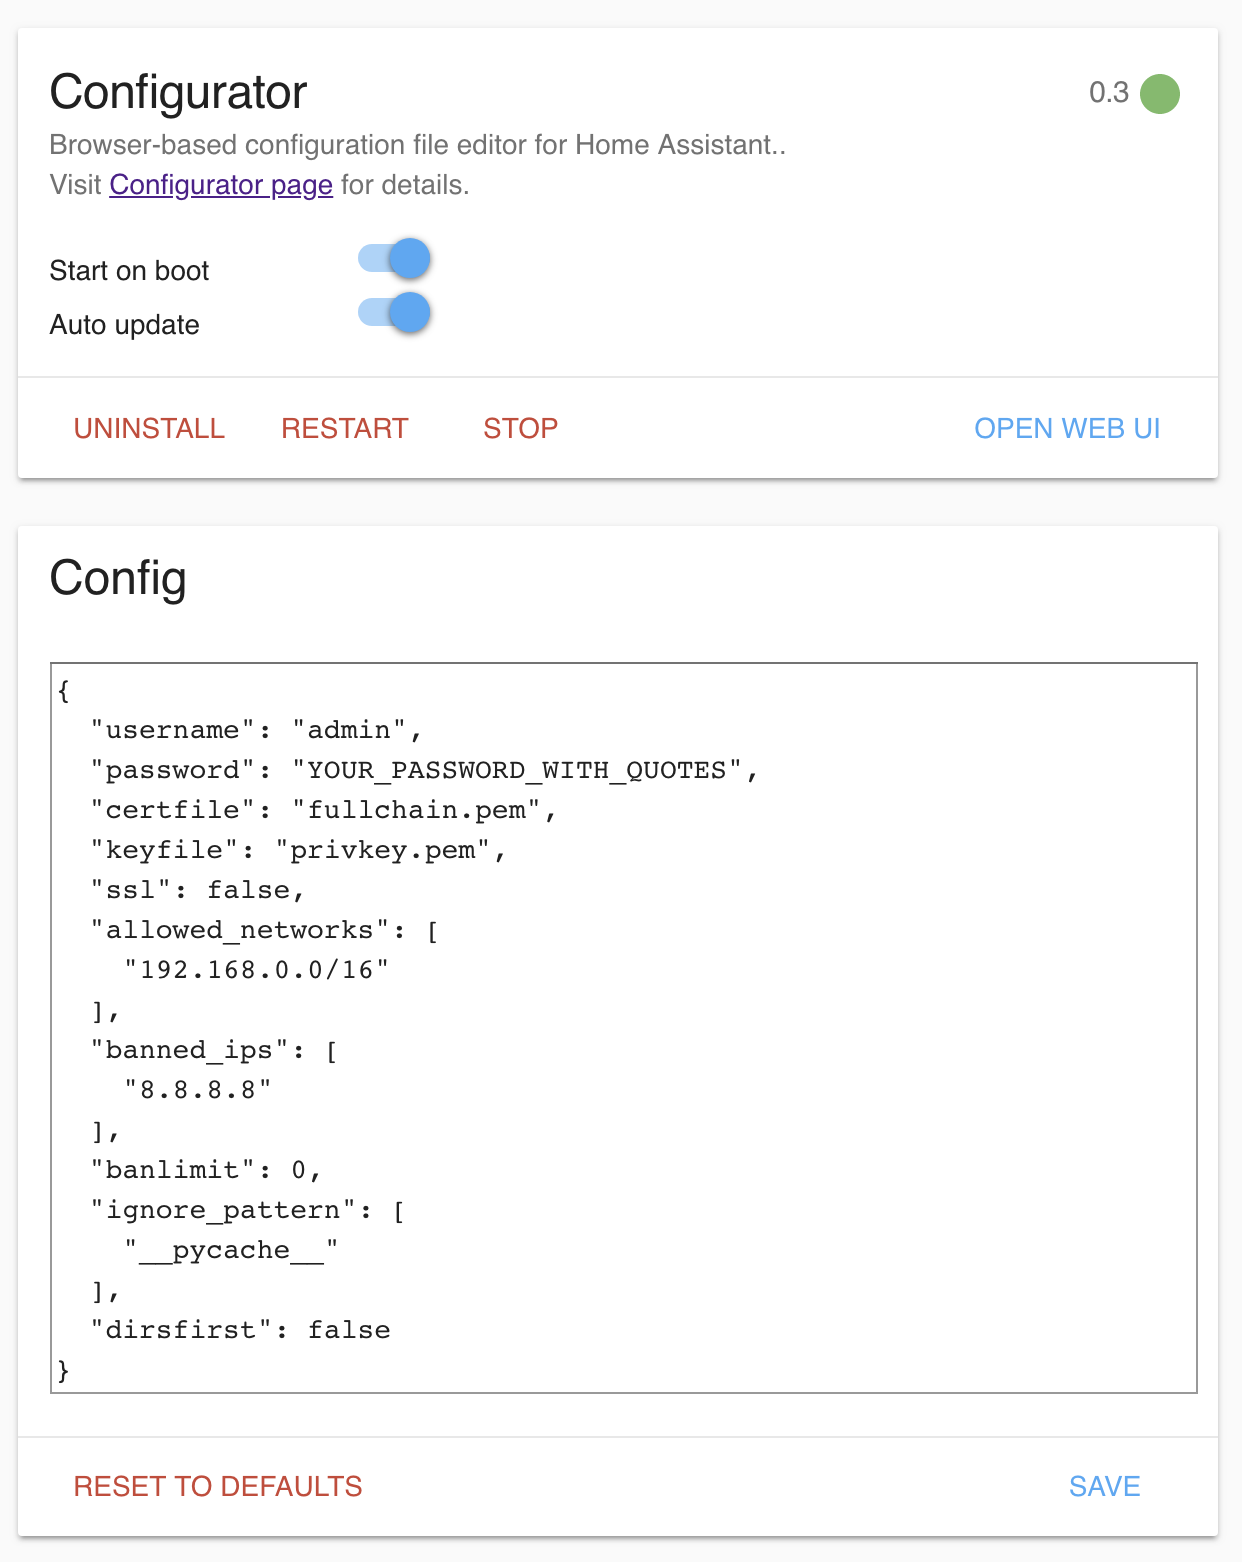 Configurator
0.3
Browser-based configuration file editor for Home Assistant..
Visit Configurator page for details.
Start on boot
Auto update
UNINSTALL RESTART STOP OPEN WEB UI
Config
{
  "username": "admin",
  "password": "YOUR_PASSWORD_WITH_QUOTES",
  "certfile": "fullchain.pem",
  "keyfile": "privkey.pem",
  "ssl": false,
  "allowed_networks": [
    "192.168.0.0/16"
  ],
  "banned_ips": [
    "8.8.8.8"
  ],
  "banlimit": 0,
  "ignore_pattern": [
    "__pycache__"
  ],
  "dirsfirst": false
}
RESET TO DEFAULTS SAVE